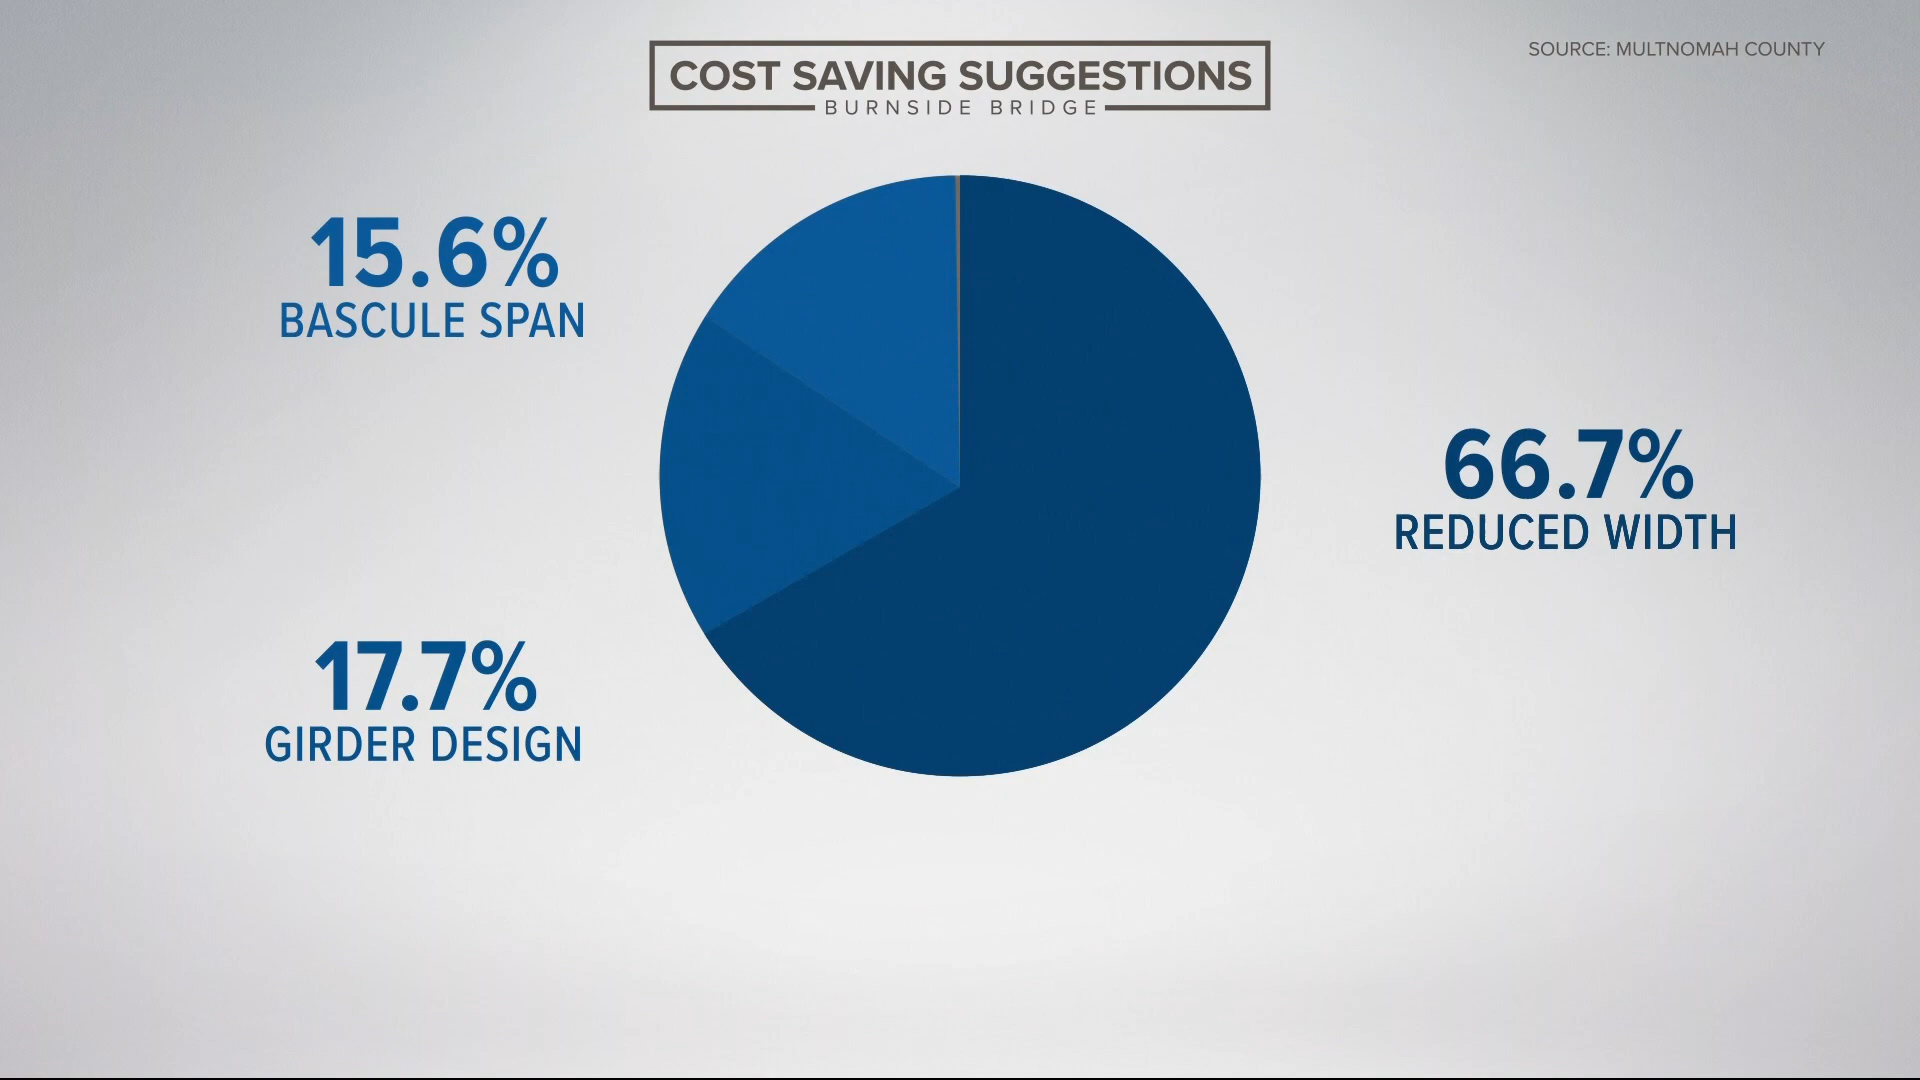 SOURCE: MULTNOMAH COUNTY
COST SAVING SUGGESTIONS
BURNSIDE BRIDGE
15.6%
BASCULE SPAN
66.7%
REDUCED WIDTH
17.7%
GIRDER DESIGN